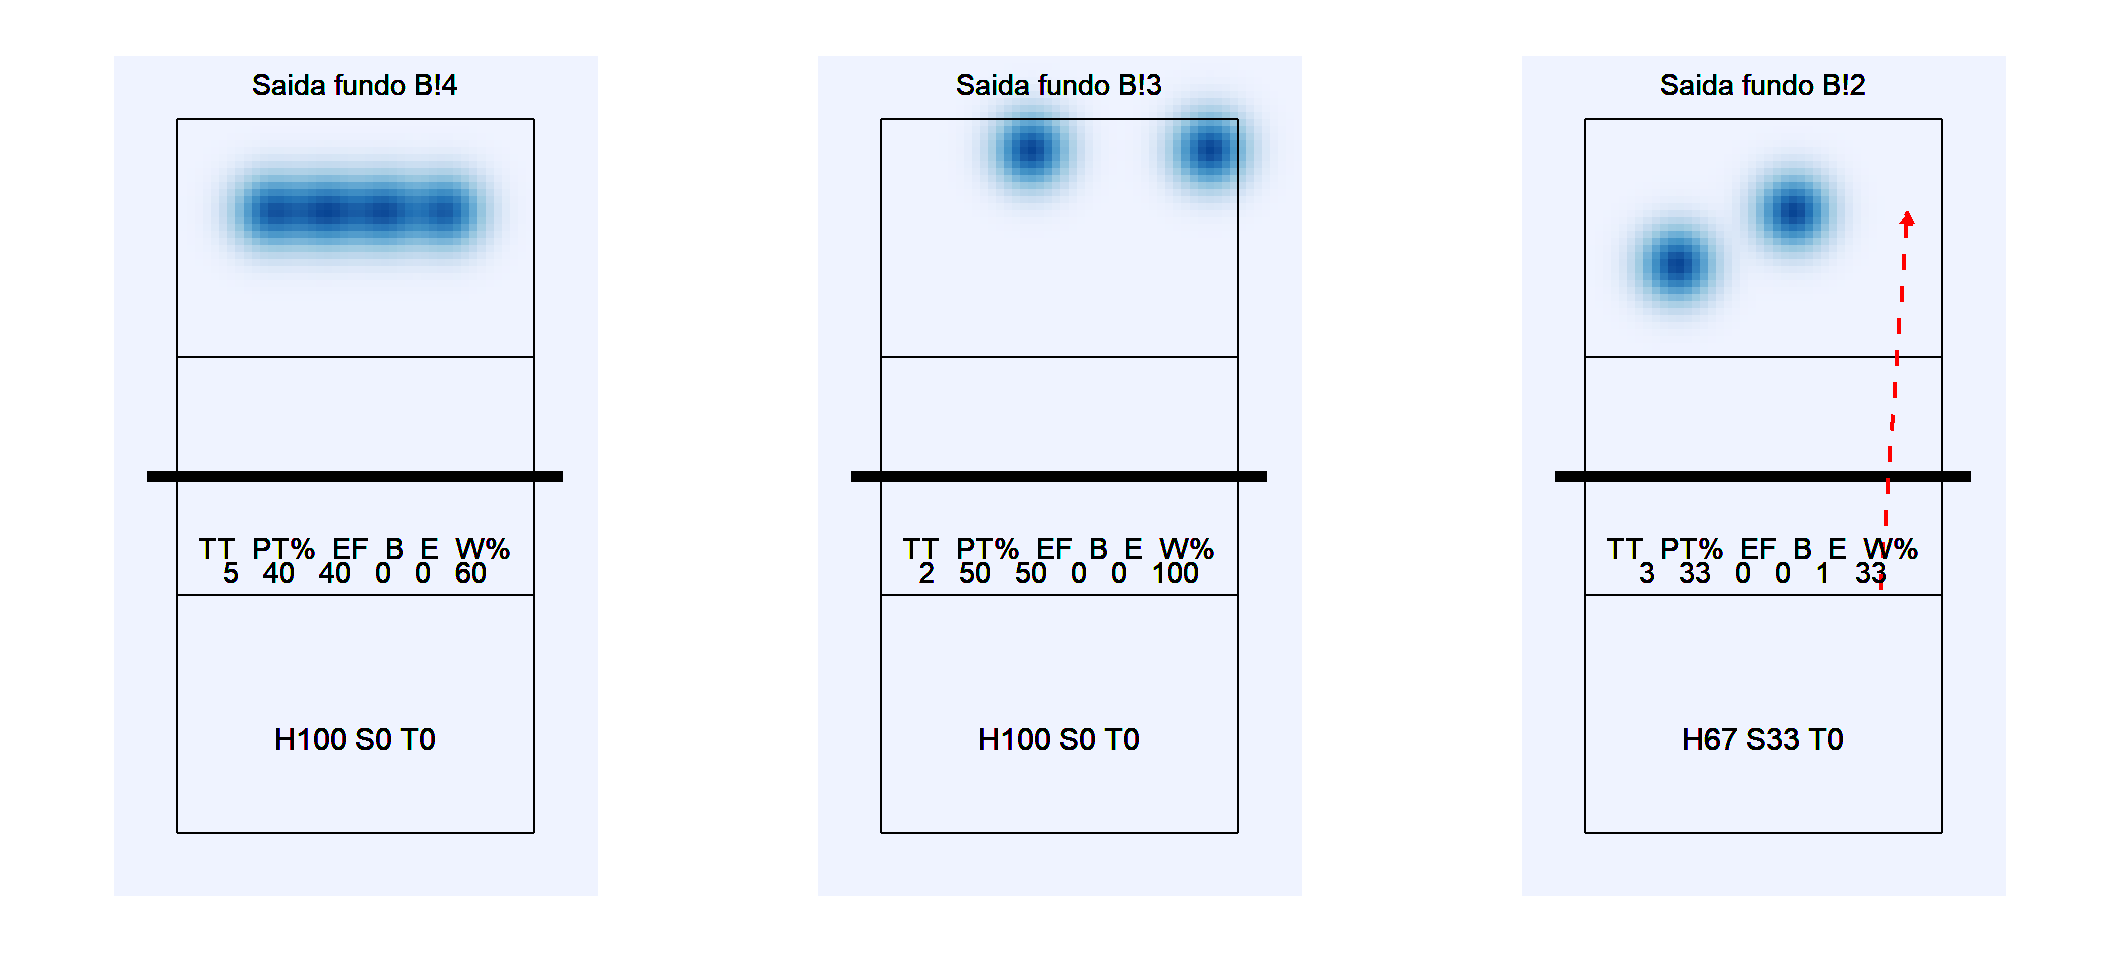 Saida fundo B!4
TT PT% EF B E W%
5 40 40 0 0 60
H100 S0 T0
Saida fundo B!3
TT PT% EF B E W%
2 50 50 0 0 100
H100 S0 T0
Saida fundo B!2
TT PT% EF B E W%
3 33 0 0 1 33
H67 S33 T0